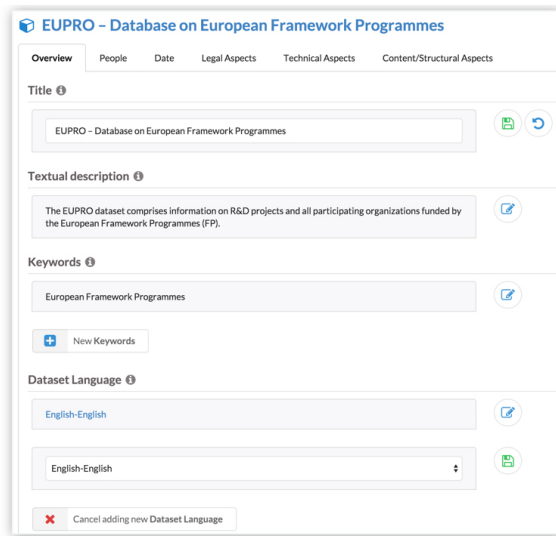 EUPRO – Database on European Framework Programmes
Overview People Date Legal Aspects Technical Aspects Content/Structural Aspects
Title
EUPRO – Database on European Framework Programmes
Textual description
The EUPRO dataset comprises information on R&D projects and all participating organizations funded by
the European Framework Programmes (FP).
Keywords
European Framework Programmes
New Keywords
Dataset Language
English-English
English-English
Cancel adding new Dataset Language